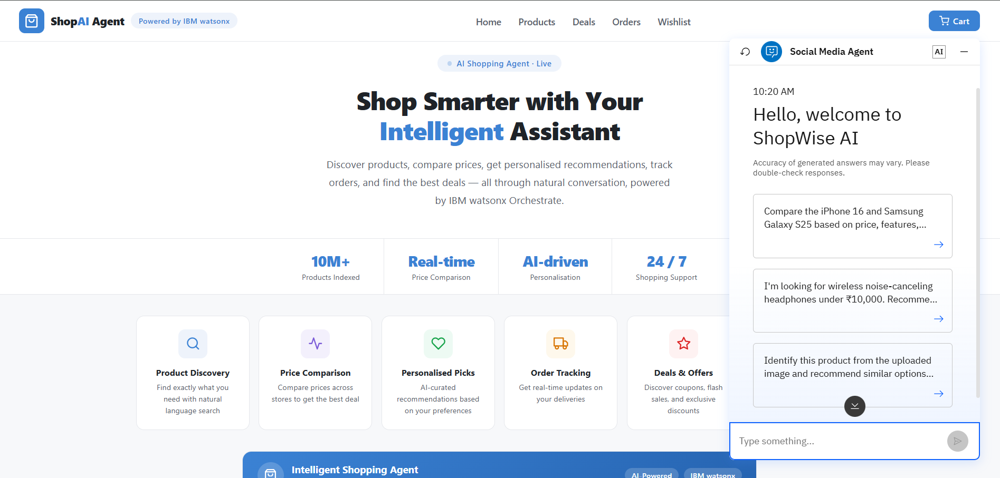 ShopAI Agent
Powered by IBM watsonx
Home
Products
Deals
Orders
Wishlist
Cart
AI Shopping Agent · Live
Shop Smarter with Your
Intelligent Assistant
Discover products, compare prices, get personalised recommendations, track
orders, and find the best deals — all through natural conversation, powered
by IBM watsonx Orchestrate.
10M+
Products Indexed
Real-time
Price Comparison
AI-driven
Personalisation
24 / 7
Shopping Support
Product Discovery
Find exactly what you
need with natural
language search
Price Comparison
Compare prices across
stores to get the best deal
Personalised Picks
AI-curated
recommendations based
on your preferences
Order Tracking
Get real-time updates on
your deliveries
Deals & Offers
Discover coupons, flash
sales, and exclusive
discounts
Intelligent Shopping Agent
AI-Powered
IBM watsonx
Social Media Agent
AI
10:20 AM
Hello, welcome to
ShopWise AI
Accuracy of generated answers may vary. Please
double-check responses.
Compare the iPhone 16 and Samsung
Galaxy S25 based on price, features,...
I'm looking for wireless noise-canceling
headphones under ₹10,000. Recomme...
Identify this product from the uploaded
image and recommend similar options...
Type something...